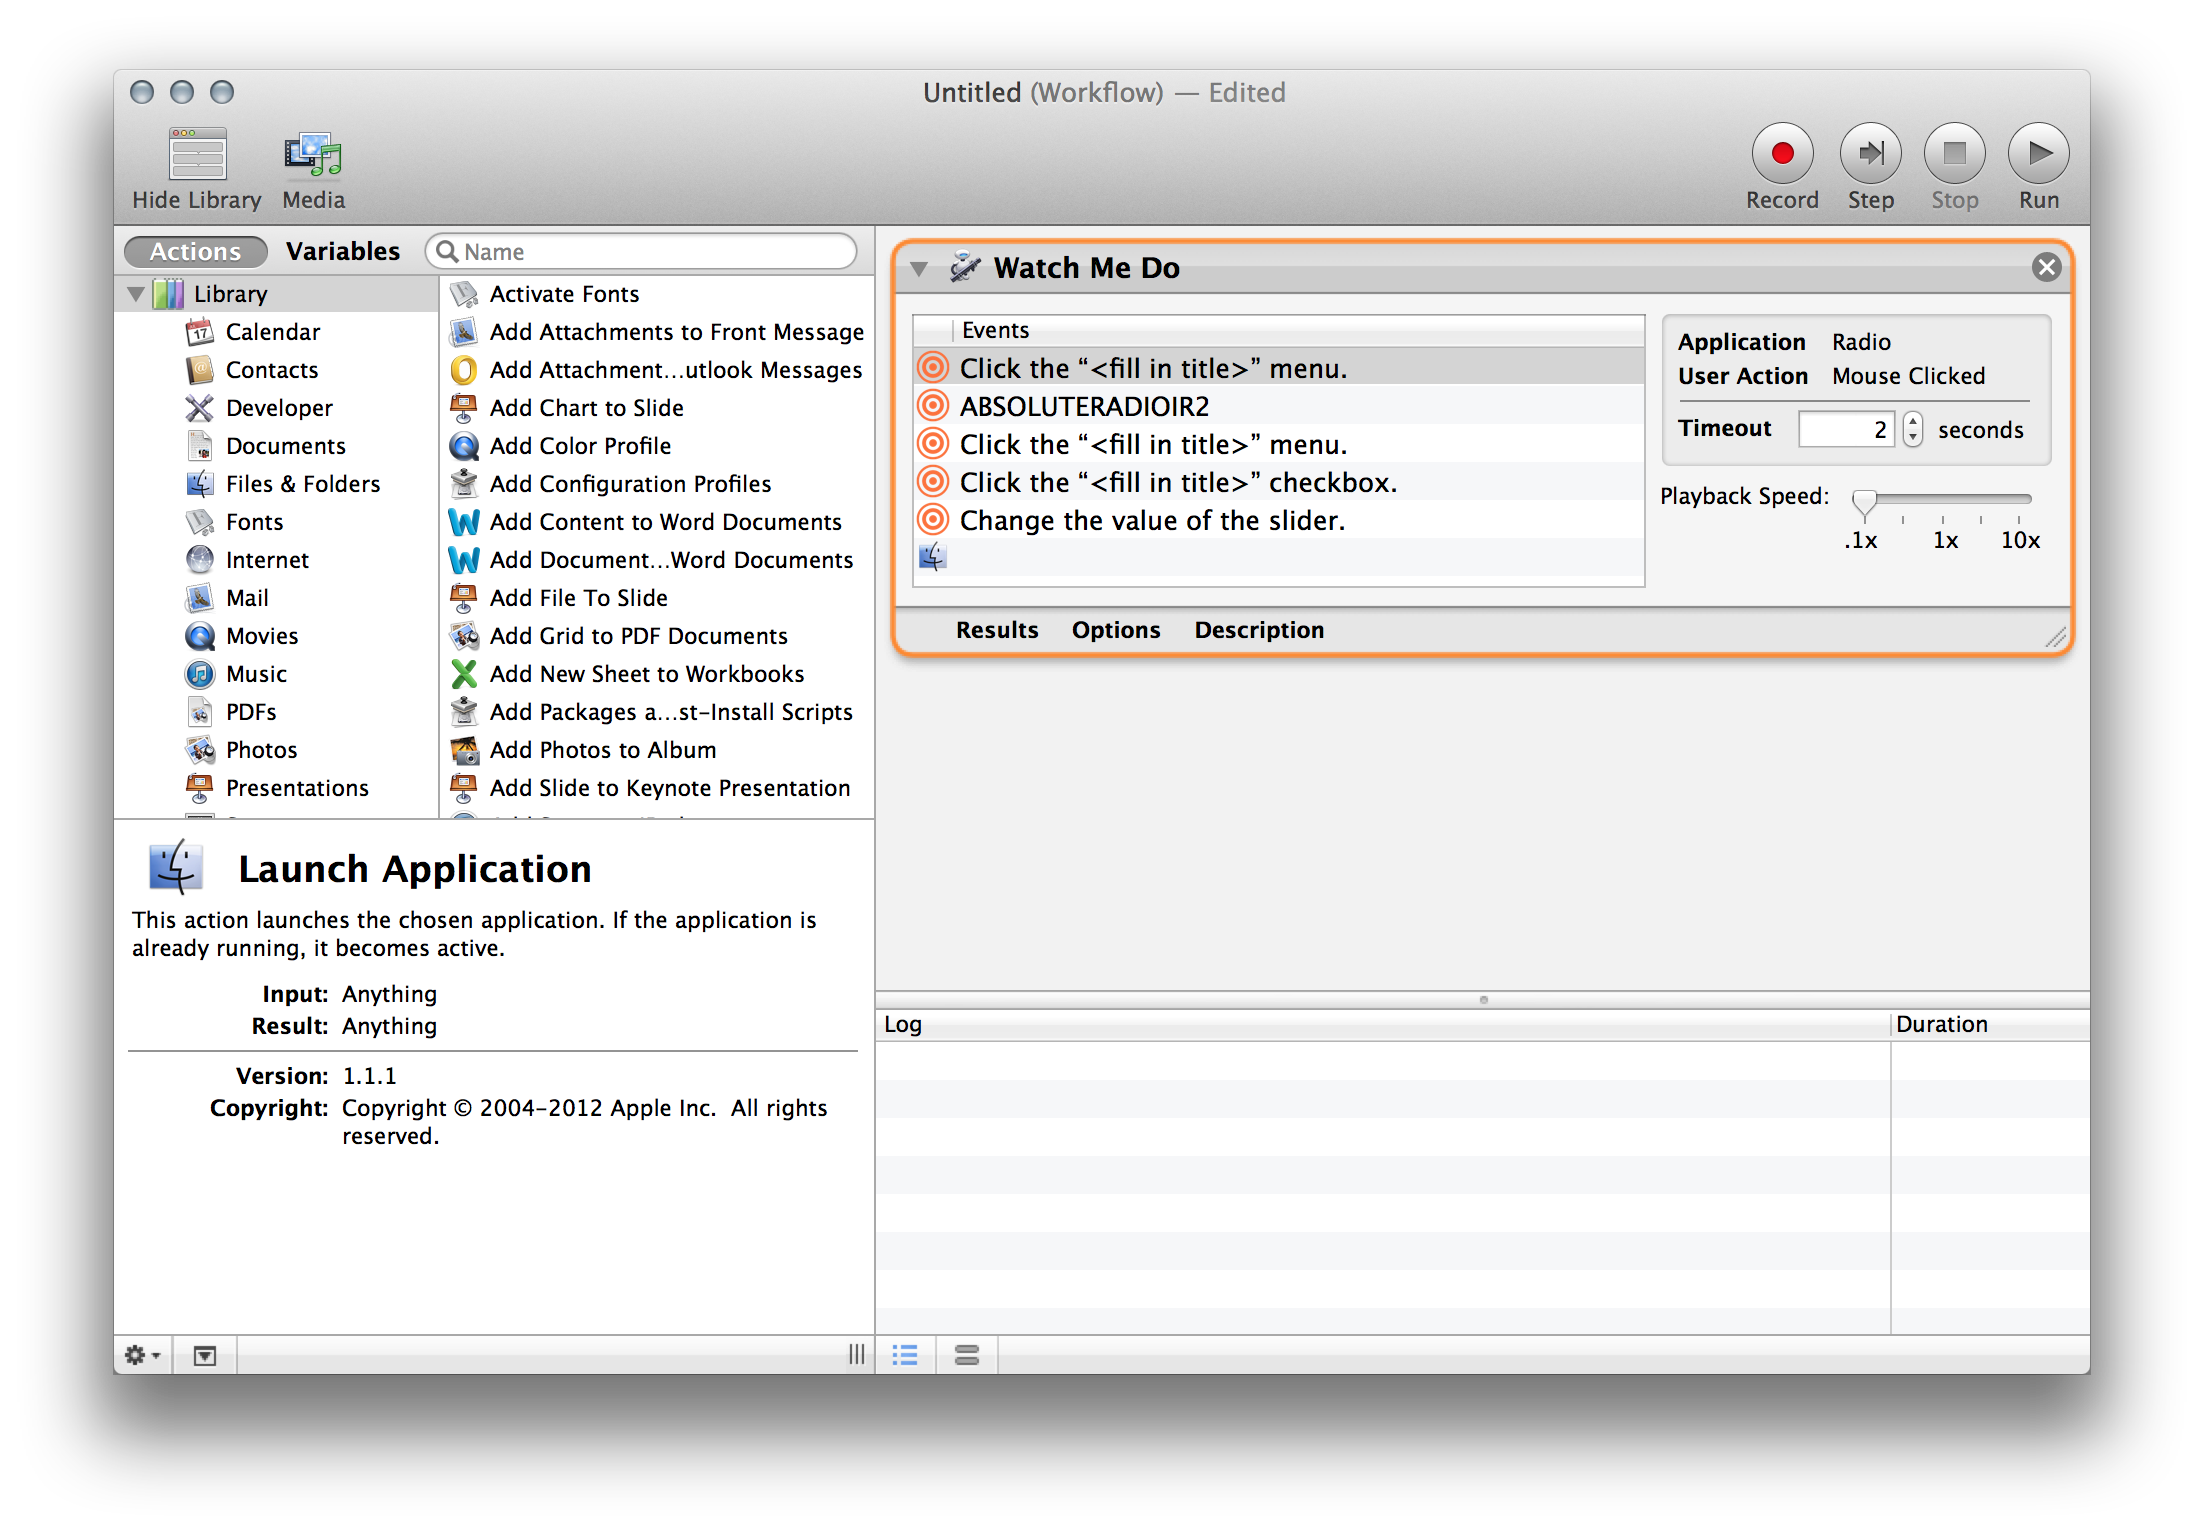 Untitled (Workflow) — Edited
Hide Library
Media
Record
Step
Stop
Run
Actions
Variables
Name
Library
Calendar
Contacts
Developer
Documents
Files & Folders
Fonts
Internet
Mail
Movies
Music
PDFs
Photos
Presentations
Activate Fonts
Add Attachments to Front Message
Add Attachment...utlook Messages
Add Chart to Slide
Add Color Profile
Add Configuration Profiles
Add Content to Word Documents
Add Document...Word Documents
Add File To Slide
Add Grid to PDF Documents
Add New Sheet to Workbooks
Add Packages a...st-Install Scripts
Add Photos to Album
Add Slide to Keynote Presentation
Launch Application
This action launches the chosen application. If the application is
already running, it becomes active.
Input: Anything
Result: Anything
Version: 1.1.1
Copyright: Copyright © 2004–2012 Apple Inc. All rights
reserved.
Watch Me Do
Events
Click the “<fill in title>” menu.
ABSOLUTERADIOIR2
Click the “<fill in title>” menu.
Click the “<fill in title>” checkbox.
Change the value of the slider.
Application Radio
User Action Mouse Clicked
Timeout 2 seconds
Playback Speed:
.1x 1x 10x
Results Options Description
Log Duration
17